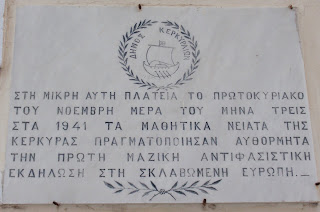 ΔΗΜΟΣ ΚΕΡΚΥΡΑΙΩΝ
ΣΤΗ ΜΙΚΡΗ ΑΥΤΗ ΠΛΑΤΕΙΑ ΤΟ ΠΡΩΤΟΚΥΡΙΑΚΟ
ΤΟΥ ΝΟΕΜΒΡΗ ΜΕΡΑ ΤΟΥ ΜΗΝΑ ΤΡΕΙΣ
ΣΤΑ 1941 ΤΑ ΜΑΘΗΤΙΚΑ ΝΕΙΑΤΑ ΤΗΣ
ΚΕΡΚΥΡΑΣ ΠΡΑΓΜΑΤΟΠΟΙΗΣΑΝ ΑΥΘΟΡΜΗΤΑ
ΤΗΝ ΠΡΩΤΗ ΜΑΖΙΚΗ ΑΝΤΙΦΑΣΙΣΤΙΚΗ
ΕΚΔΗΛΩΣΗ ΣΤΗ ΣΚΛΑΒΩΜΕΝΗ ΕΥΡΩΠΗ._